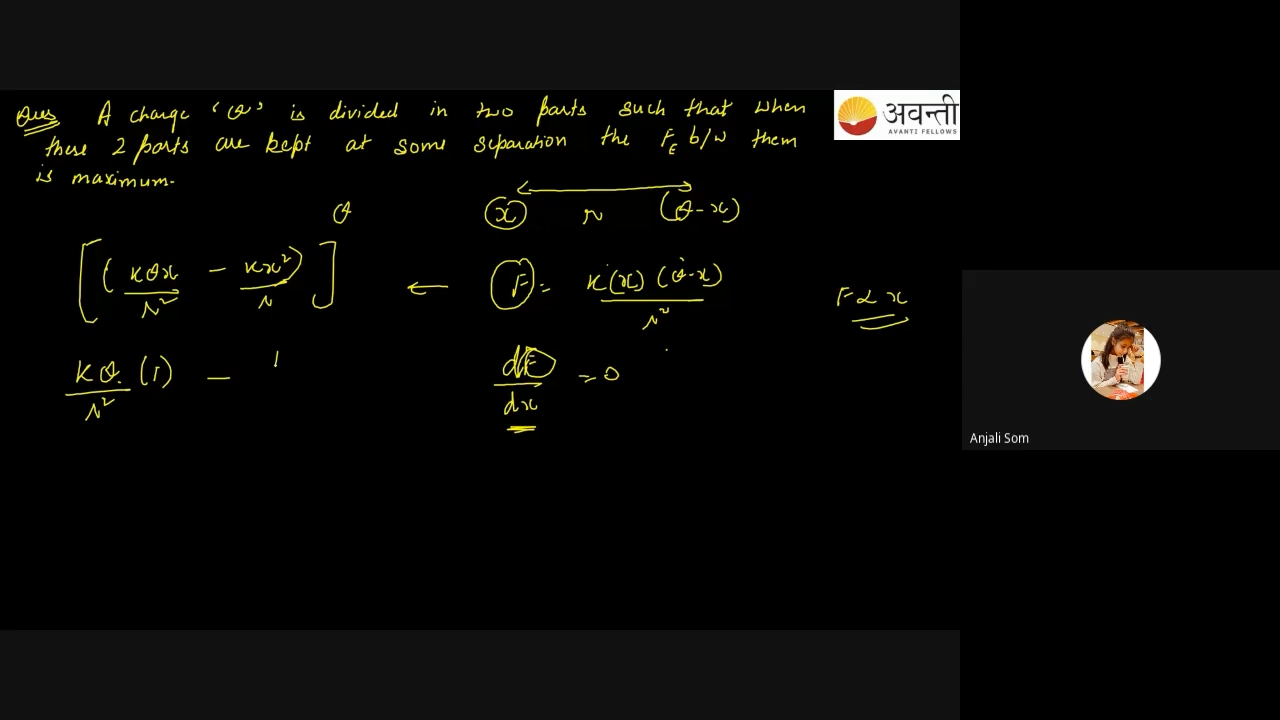 Ques A charge 'Q' is divided in two parts such that when
these 2 parts are kept at some separation the F_E b/w them
is maximum.
अवन्ती
AVANTI FELLOWS
Q
(x) r (Q-x)
[(KQx/r² - Kx²/r)] ← F = K(x)(Q-x)/r²
F ∝ x
KQ/r² (1) -
dF/dx = 0
Anjali Som